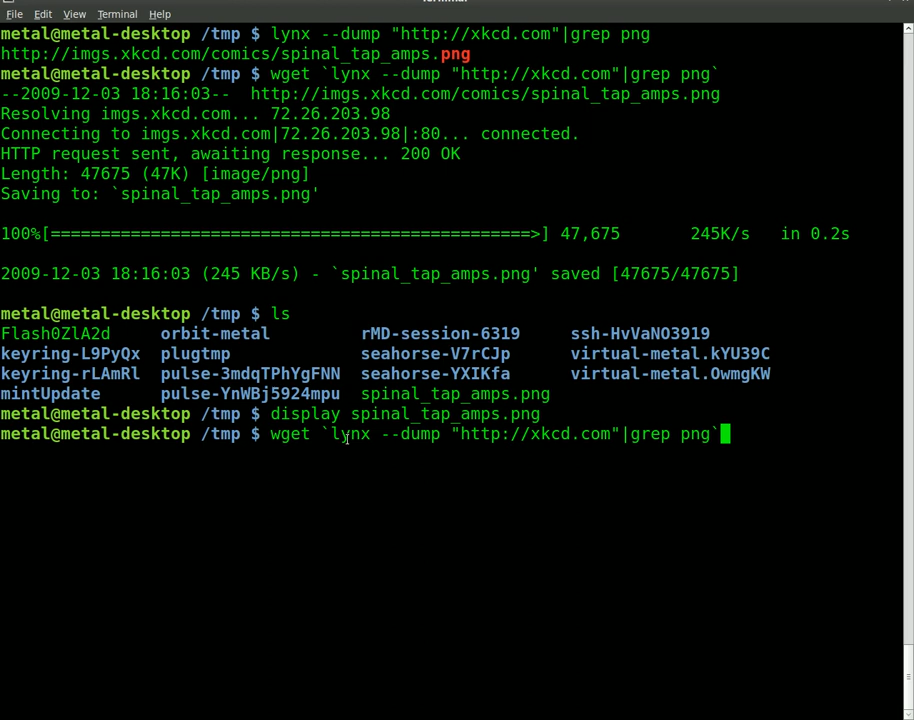 File Edit View Terminal Help
metal@metal-desktop /tmp $ lynx --dump "http://xkcd.com"|grep png
http://imgs.xkcd.com/comics/spinal_tap_amps.png
metal@metal-desktop /tmp $ wget `lynx --dump "http://xkcd.com"|grep png`
--2009-12-03 18:16:03--  http://imgs.xkcd.com/comics/spinal_tap_amps.png
Resolving imgs.xkcd.com... 72.26.203.98
Connecting to imgs.xkcd.com|72.26.203.98|:80... connected.
HTTP request sent, awaiting response... 200 OK
Length: 47675 (47K) [image/png]
Saving to: `spinal_tap_amps.png'
100%[================================================>] 47,675       245K/s   in 0.2s
2009-12-03 18:16:03 (245 KB/s) - `spinal_tap_amps.png' saved [47675/47675]
metal@metal-desktop /tmp $ ls
Flash0ZlA2d     orbit-metal         rMD-session-6319     ssh-HvVaNO3919
keyring-L9PyQx  plugtmp             seahorse-V7rCJp      virtual-metal.kYU39C
keyring-rLAmRl  pulse-3mdqTPhYgFNN  seahorse-YXIKfa      virtual-metal.OwmgKW
mintUpdate      pulse-YnWBj5924mpu  spinal_tap_amps.png
metal@metal-desktop /tmp $ display spinal_tap_amps.png
metal@metal-desktop /tmp $ wget `lynx --dump "http://xkcd.com"|grep png`